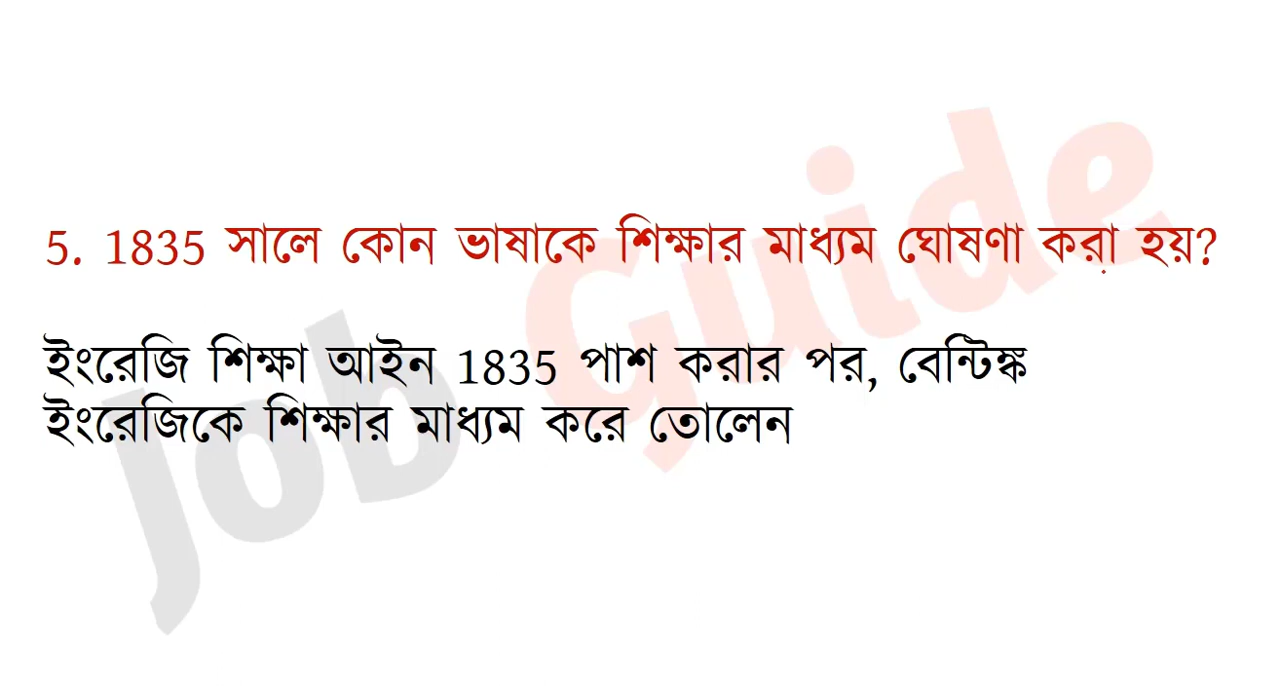 5. 1835 সালে কোন ভাষাকে শিক্ষার মাধ্যম ঘোষণা করা হয়?
ইংরেজি শিক্ষা আইন 1835 পাশ করার পর, বেন্টিঙ্ক
ইংরেজিকে শিক্ষার মাধ্যম করে তোলেন
Job Guide